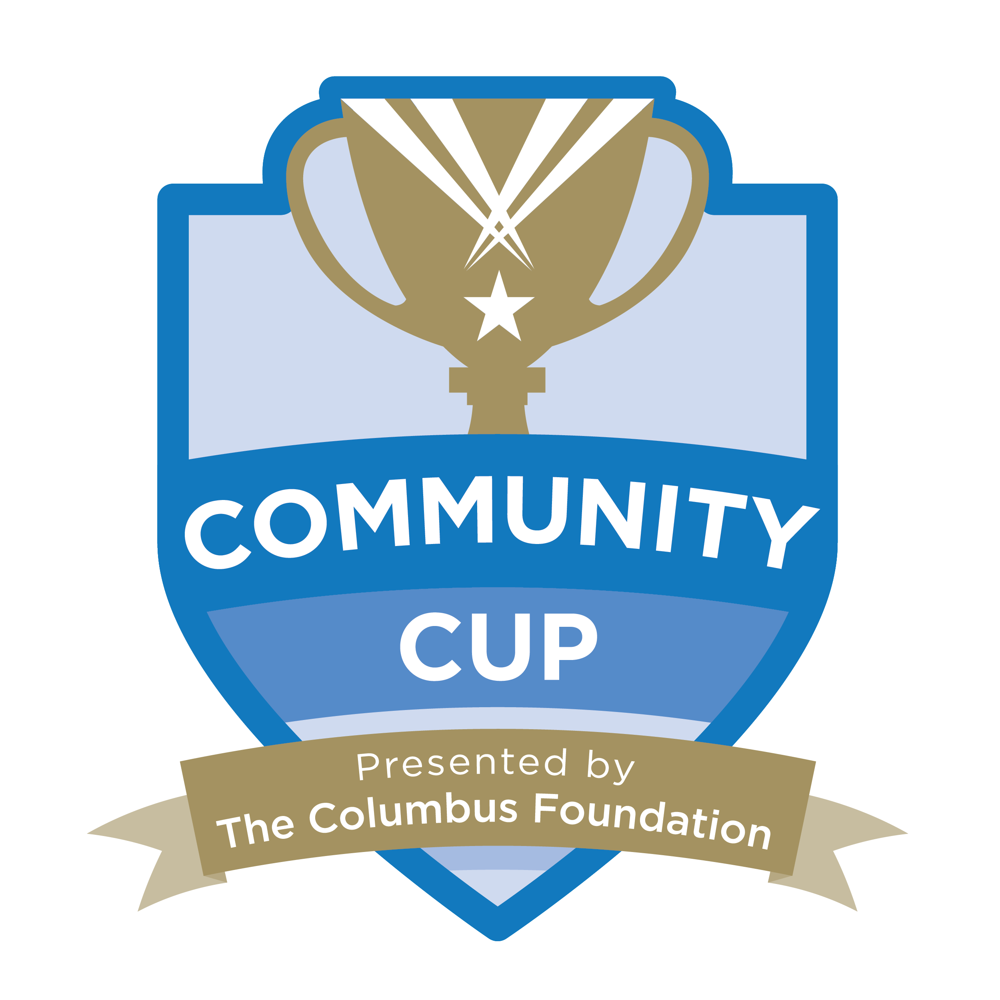 COMMUNITY
CUP
Presented by
The Columbus Foundation